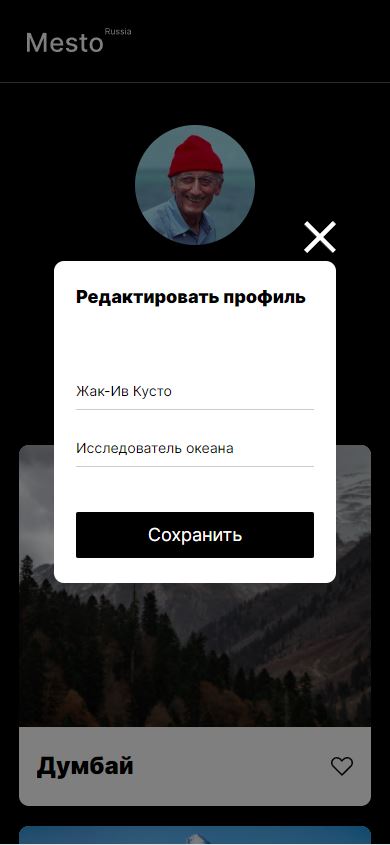 Mesto Russia
Редактировать профиль
Жак-Ив Кусто
Исследователь океана
Сохранить
Думбай